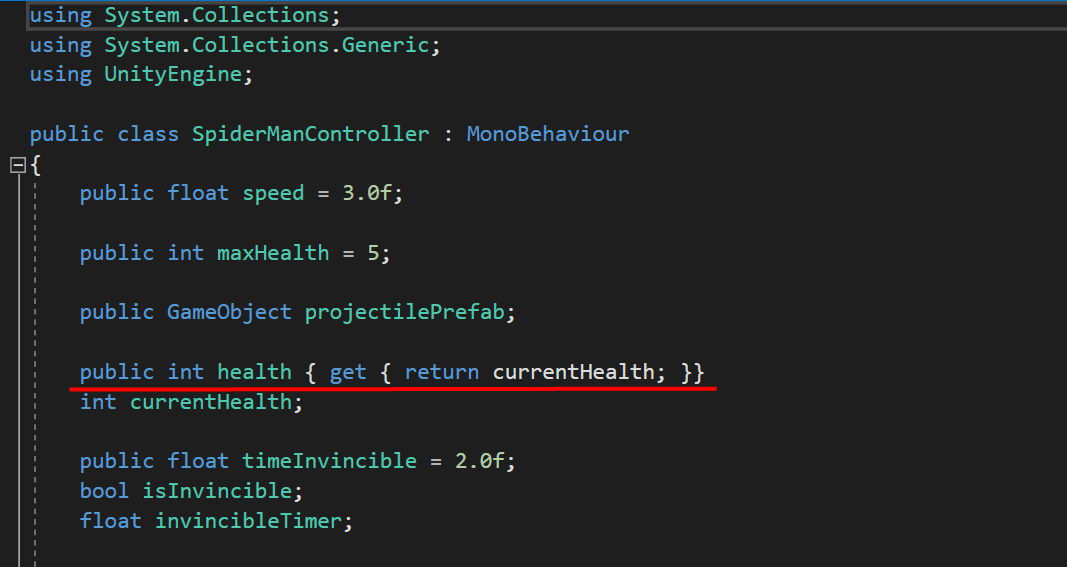 using System.Collections;
using System.Collections.Generic;
using UnityEngine;
public class SpiderManController : MonoBehaviour
{
public float speed = 3.0f;
public int maxHealth = 5;
public GameObject projectilePrefab;
public int health { get { return currentHealth; }}
int currentHealth;
public float timeInvincible = 2.0f;
bool isInvincible;
float invincibleTimer;